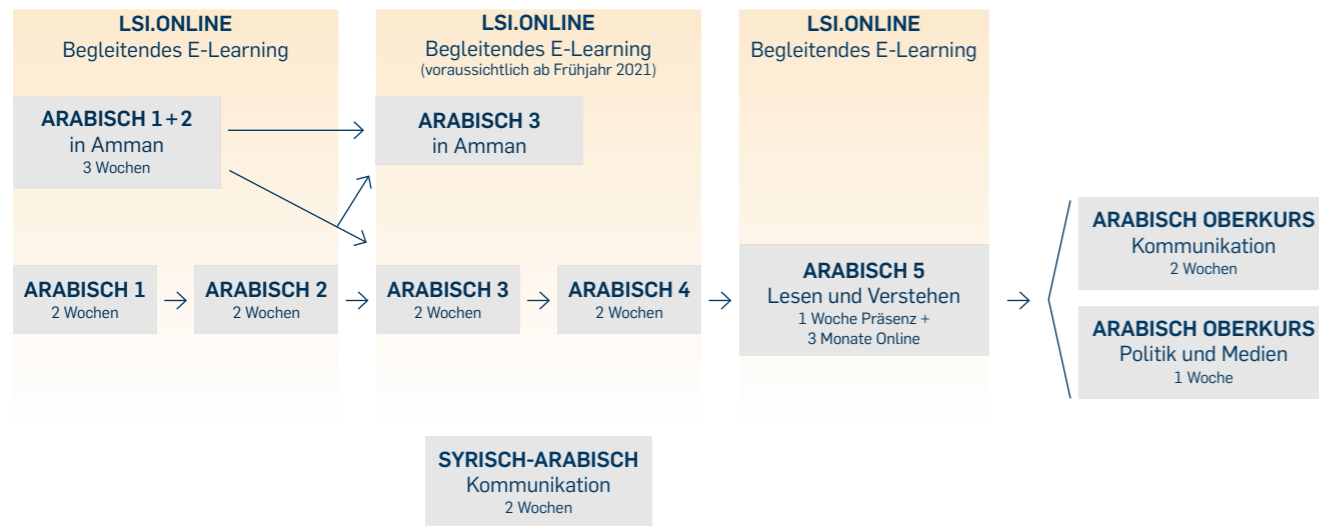 LSI.ONLINE
Begleitendes E-Learning
LSI.ONLINE
Begleitendes E-Learning
(voraussichtlich ab Frühjahr 2021)
LSI.ONLINE
Begleitendes E-Learning
ARABISCH 1+2
in Amman
3 Wochen
ARABISCH 3
in Amman
ARABISCH 1
2 Wochen
ARABISCH 2
2 Wochen
ARABISCH 3
2 Wochen
ARABISCH 4
2 Wochen
ARABISCH 5
Lesen und Verstehen
1 Woche Präsenz +
3 Monate Online
ARABISCH OBERKURS
Kommunikation
2 Wochen
ARABISCH OBERKURS
Politik und Medien
1 Woche
SYRISCH-ARABISCH
Kommunikation
2 Wochen